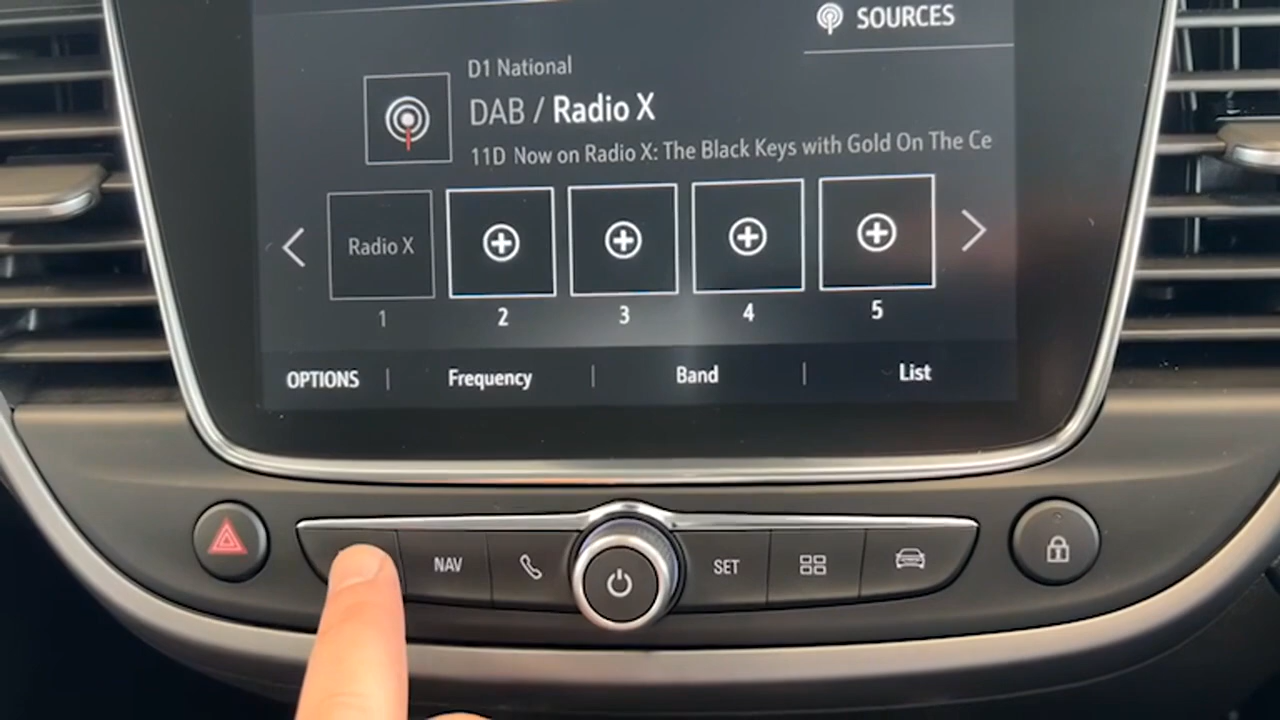 SOURCES
D1 National
DAB / Radio X
11D Now on Radio X: The Black Keys with Gold On The Ce
Radio X
1 2 3 4 5
OPTIONS | Frequency | Band | List
NAV SET